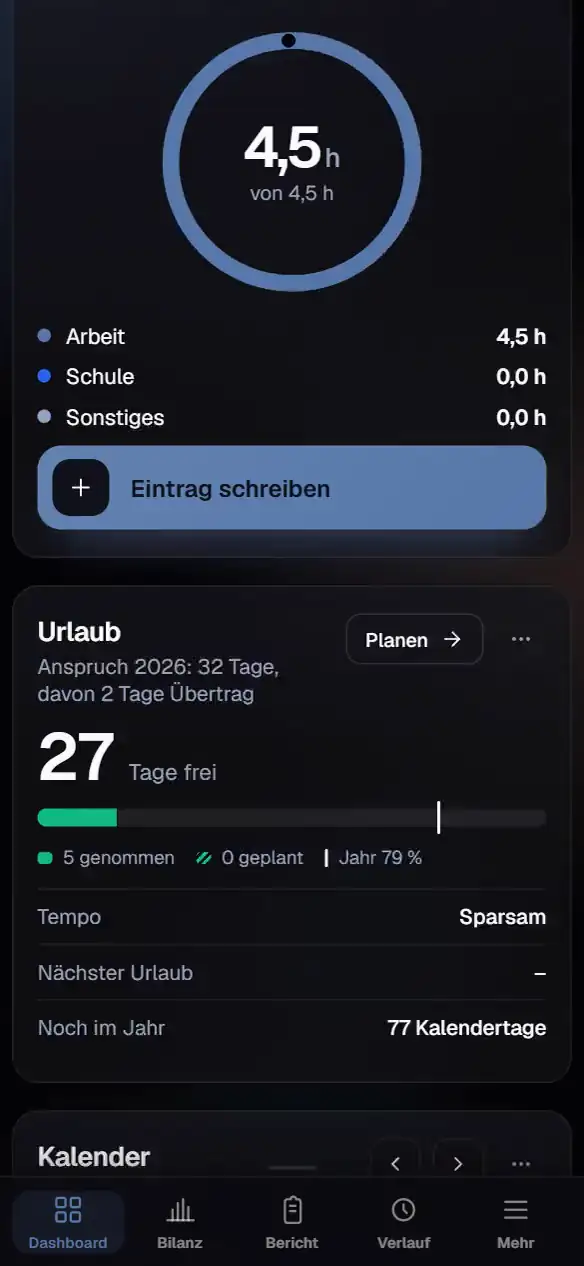 4,5 h
von 4,5 h
Arbeit 4,5 h
Schule 0,0 h
Sonstiges 0,0 h
Eintrag schreiben
Urlaub
Planen
Anspruch 2026: 32 Tage,
davon 2 Tage Übertrag
27 Tage frei
5 genommen 0 geplant Jahr 79 %
Tempo Sparsam
Nächster Urlaub –
Noch im Jahr 77 Kalendertage
Kalender
Dashboard Bilanz Bericht Verlauf Mehr